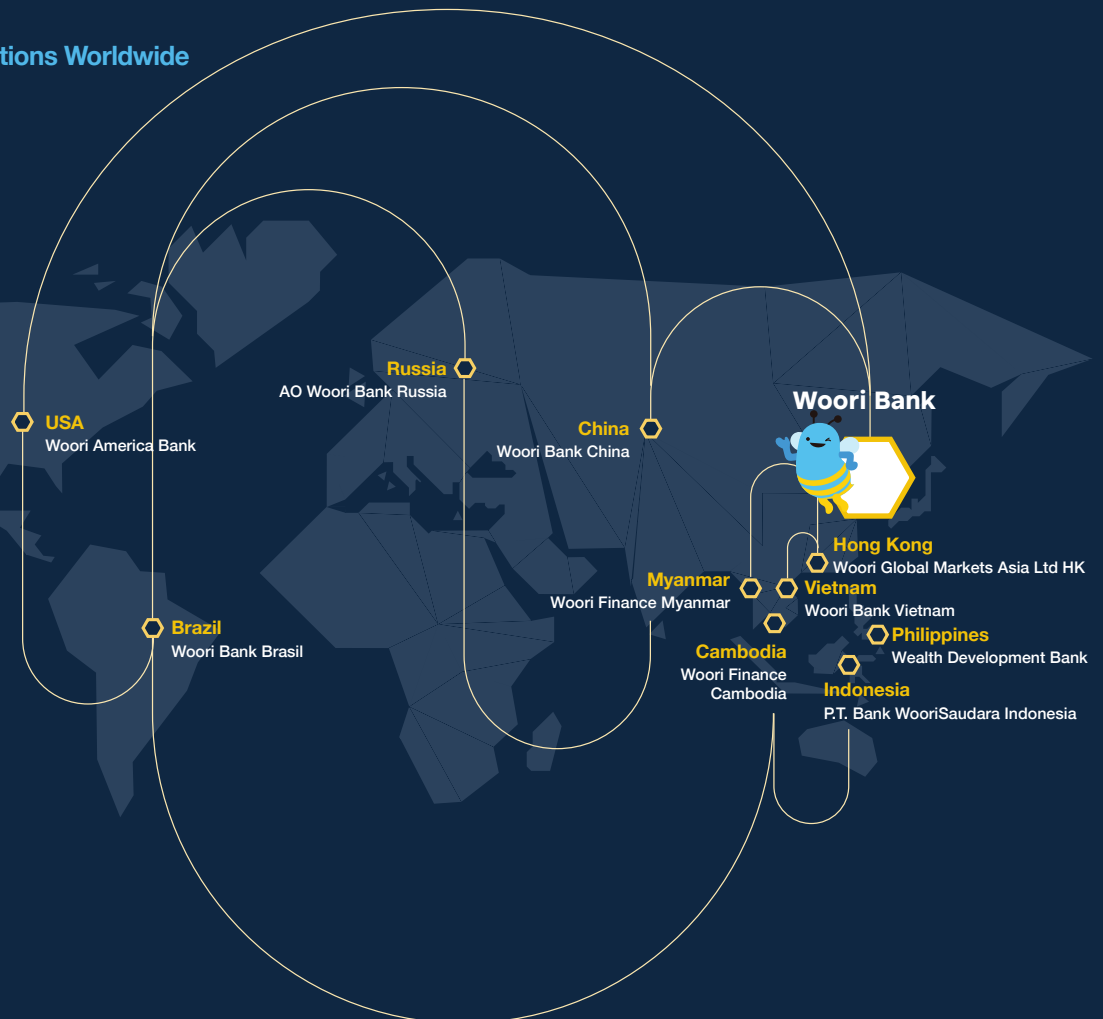 tions Worldwide
Russia
AO Woori Bank Russia
USA
Woori America Bank
China
Woori Bank China
Woori Bank
Hong Kong
Woori Global Markets Asia Ltd HK
Myanmar
Woori Finance Myanmar
Vietnam
Woori Bank Vietnam
Brazil
Woori Bank Brasil
Philippines
Wealth Development Bank
Cambodia
Woori Finance
Cambodia
Indonesia
P.T. Bank WooriSaudara Indonesia